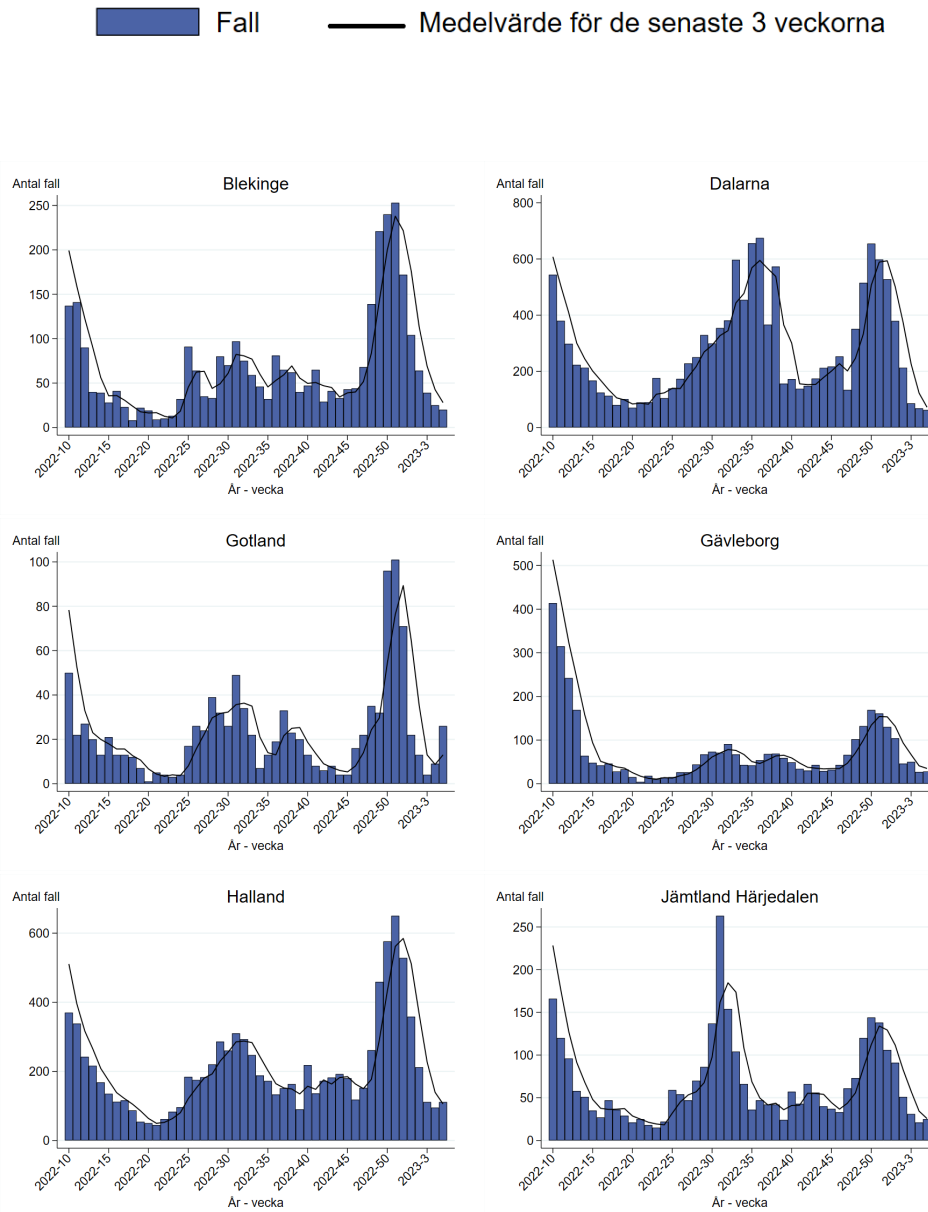 Fall Medelvärde för de senaste 3 veckorna
Antal fall Blekinge
250
200
150
100
50
0
2022-10 2022-15 2022-20 2022-25 2022-30 2022-35 2022-40 2022-45 2022-50 2023-3
År - vecka
Antal fall Dalarna
800
600
400
200
0
2022-10 2022-15 2022-20 2022-25 2022-30 2022-35 2022-40 2022-45 2022-50 2023-3
År - vecka
Antal fall Gotland
100
80
60
40
20
0
2022-10 2022-15 2022-20 2022-25 2022-30 2022-35 2022-40 2022-45 2022-50 2023-3
År - vecka
Antal fall Gävleborg
500
400
300
200
100
0
2022-10 2022-15 2022-20 2022-25 2022-30 2022-35 2022-40 2022-45 2022-50 2023-3
År - vecka
Antal fall Halland
600
400
200
0
2022-10 2022-15 2022-20 2022-25 2022-30 2022-35 2022-40 2022-45 2022-50 2023-3
År - vecka
Antal fall Jämtland Härjedalen
250
200
150
100
50
0
2022-10 2022-15 2022-20 2022-25 2022-30 2022-35 2022-40 2022-45 2022-50 2023-3
År - vecka